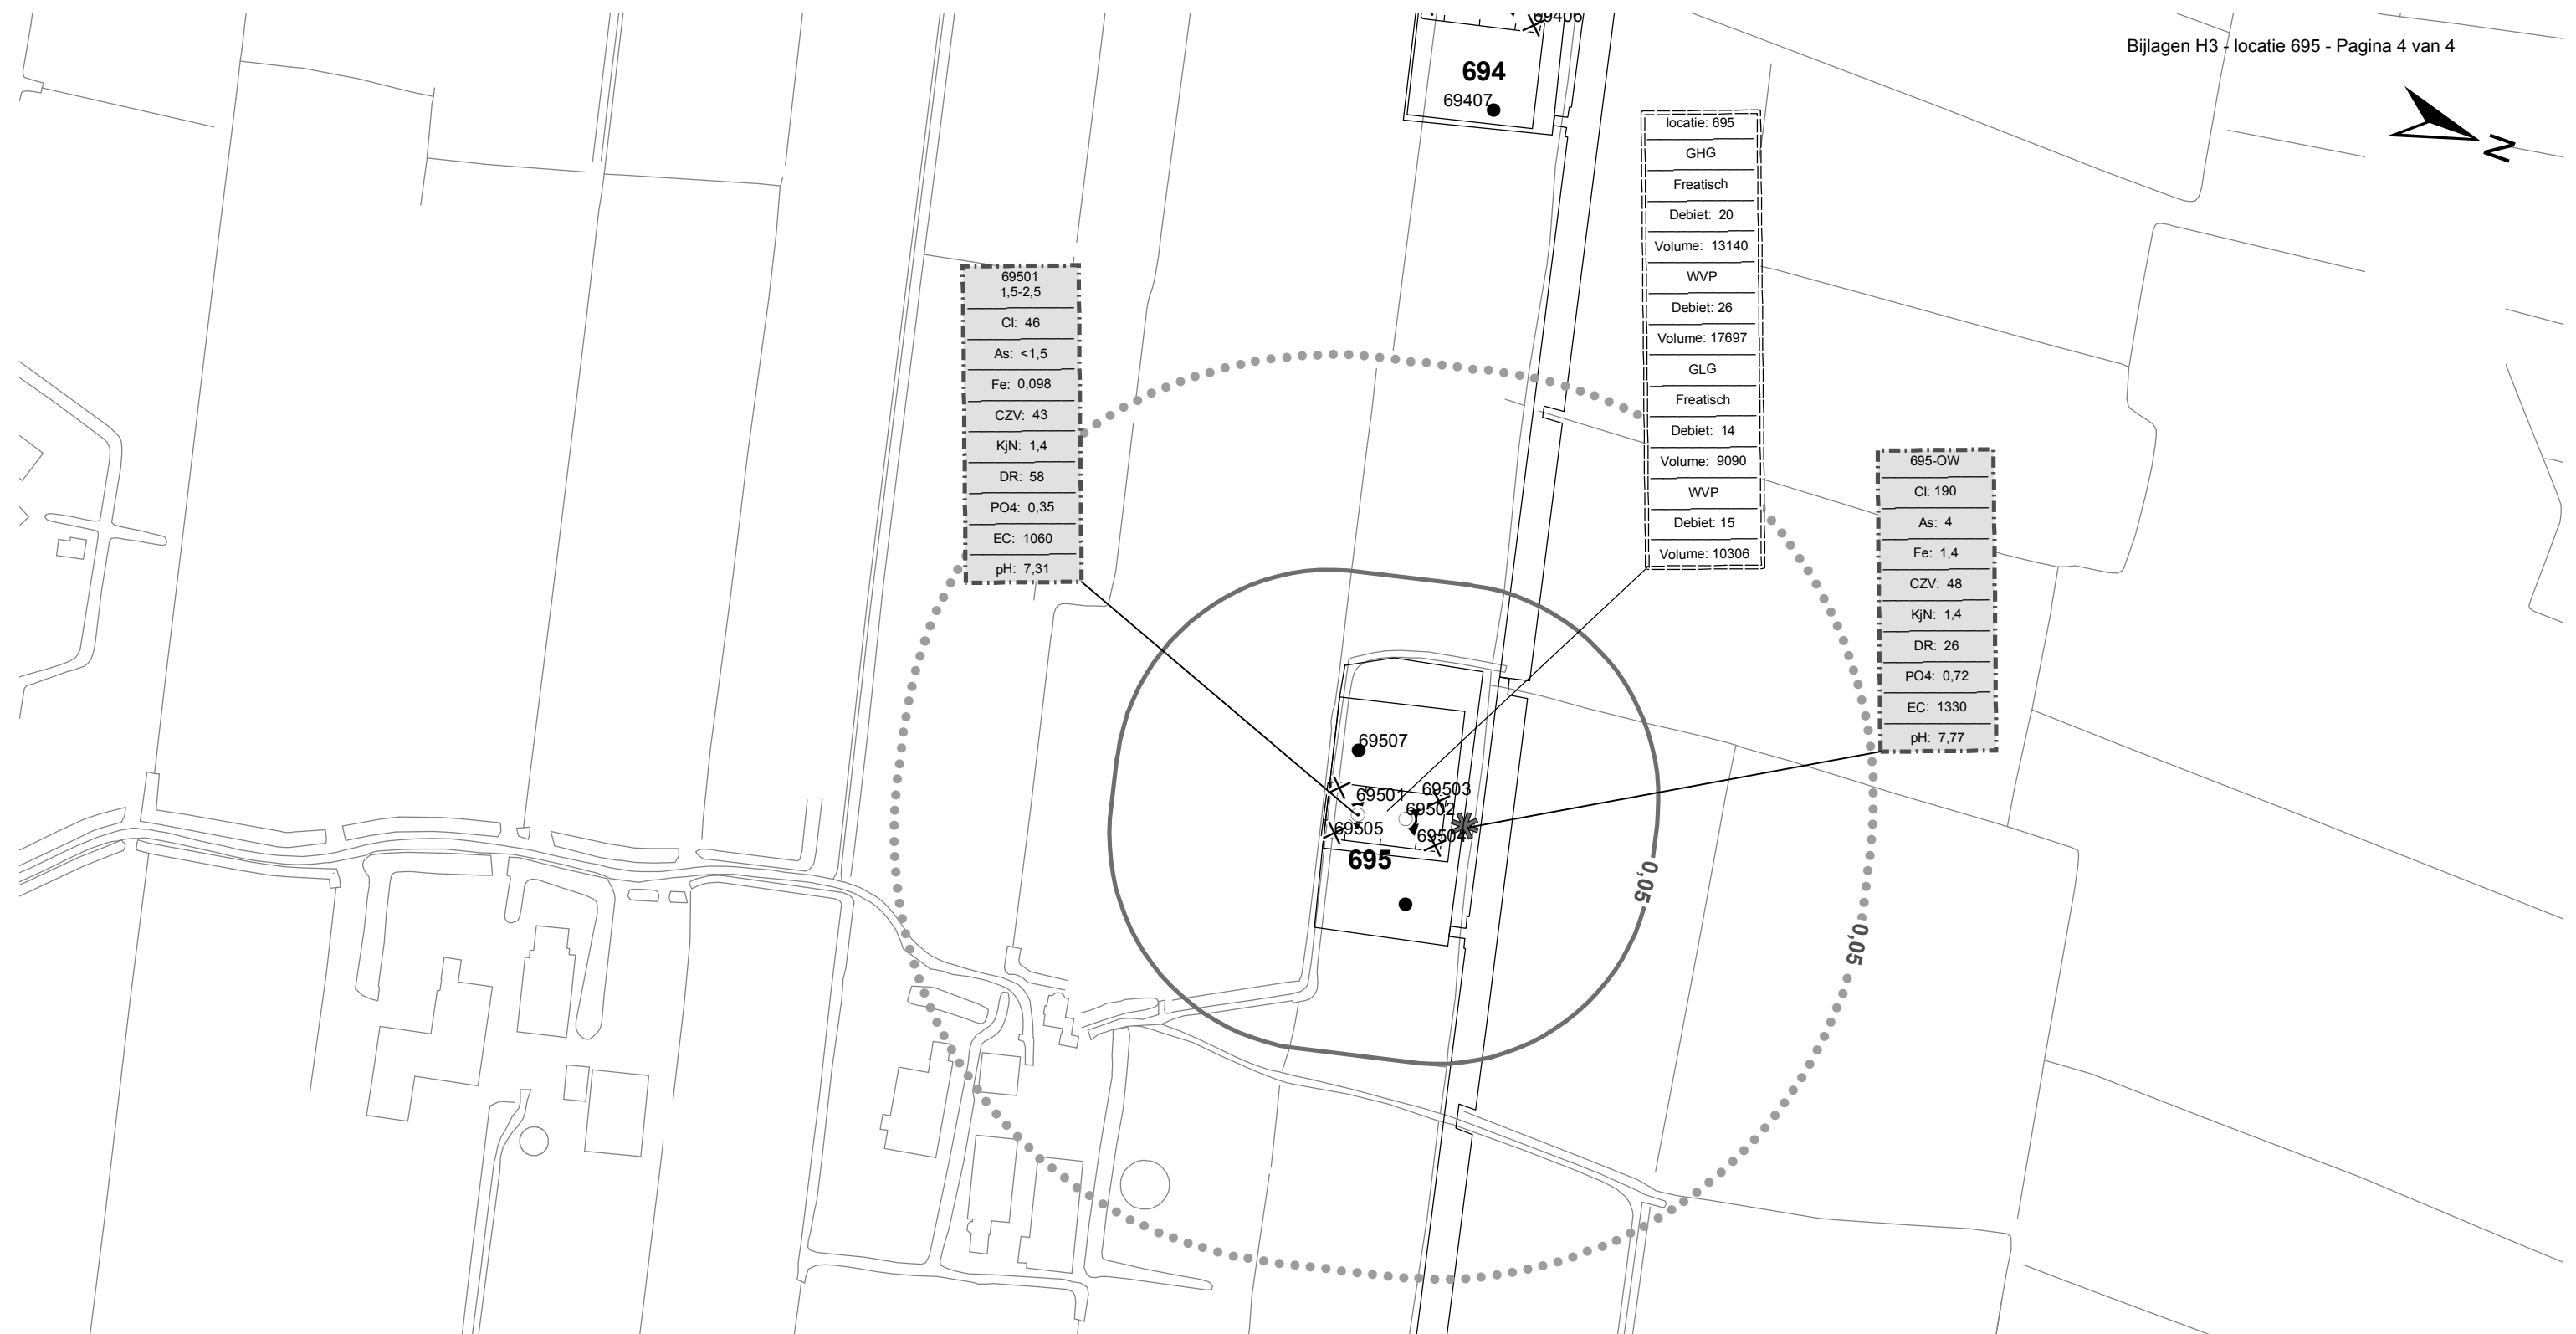 Bijlagen H3 - locatie 695 - Pagina 4 van 4
N
69406
694
69407
locatie: 695
GHG
Freatisch
Debiet: 20
Volume: 13140
WVP
Debiet: 26
Volume: 17697
GLG
Freatisch
Debiet: 14
Volume: 9090
WVP
Debiet: 15
Volume: 10306
69501
1,5-2,5
Cl: 46
As: <1,5
Fe: 0,098
CZV: 43
KjN: 1,4
DR: 58
PO4: 0,35
EC: 1060
pH: 7,31
695-OW
Cl: 190
As: 4
Fe: 1,4
CZV: 48
KjN: 1,4
DR: 26
PO4: 0,72
EC: 1330
pH: 7,77
69507
69501
69503
69502
69505
69504
695
0,05
0,05